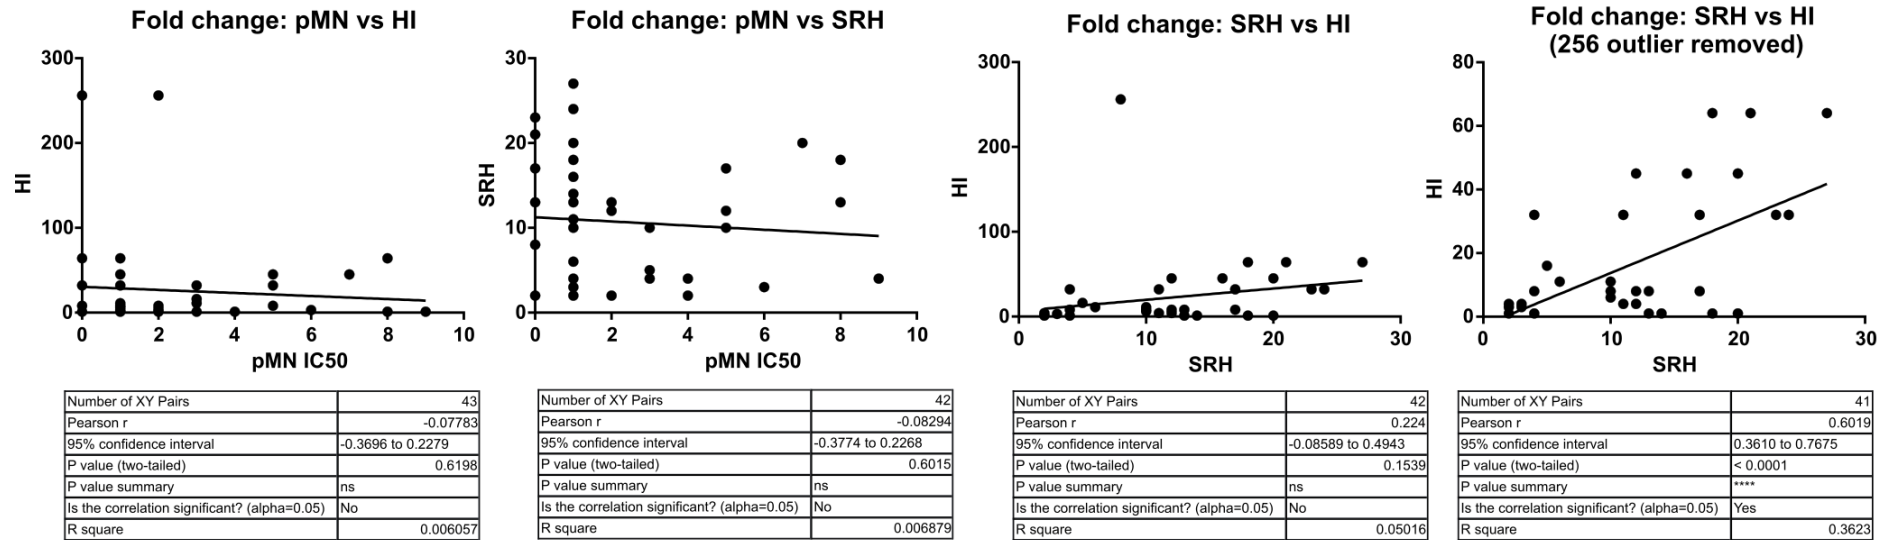 Fold change: pMN vs HI
300
200
100
0
HI
0 2 4 6 8 10
pMN IC50
Number of XY Pairs 43
Pearson r -0.07783
95% confidence interval -0.3696 to 0.2279
P value (two-tailed) 0.6198
P value summary ns
Is the correlation significant? (alpha=0.05) No
R square 0.006057
Fold change: pMN vs SRH
30
20
10
0
SRH
0 2 4 6 8 10
pMN IC50
Number of XY Pairs 42
Pearson r -0.08294
95% confidence interval -0.3774 to 0.2268
P value (two-tailed) 0.6015
P value summary ns
Is the correlation significant? (alpha=0.05) No
R square 0.006879
Fold change: SRH vs HI
300
200
100
0
HI
0 10 20 30
SRH
Number of XY Pairs 42
Pearson r 0.224
95% confidence interval -0.08589 to 0.4943
P value (two-tailed) 0.1539
P value summary ns
Is the correlation significant? (alpha=0.05) No
R square 0.05016
Fold change: SRH vs HI
(256 outlier removed)
80
60
40
20
0
HI
0 10 20 30
SRH
Number of XY Pairs 41
Pearson r 0.6019
95% confidence interval 0.3610 to 0.7675
P value (two-tailed) < 0.0001
P value summary ****
Is the correlation significant? (alpha=0.05) Yes
R square 0.3623